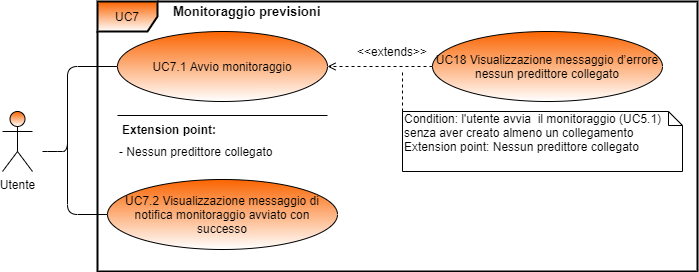 UC7
Monitoraggio previsioni
UC7.1 Avvio monitoraggio
<<extends>>
UC18 Visualizzazione messaggio d'errore
nessun predittore collegato
Condition: l'utente avvia il monitoraggio (UC5.1)
senza aver creato almeno un collegamento
Extension point: Nessun predittore collegato
Extension point:
- Nessun predittore collegato
Utente
UC7.2 Visualizzazione messaggio di
notifica monitoraggio avviato con
successo